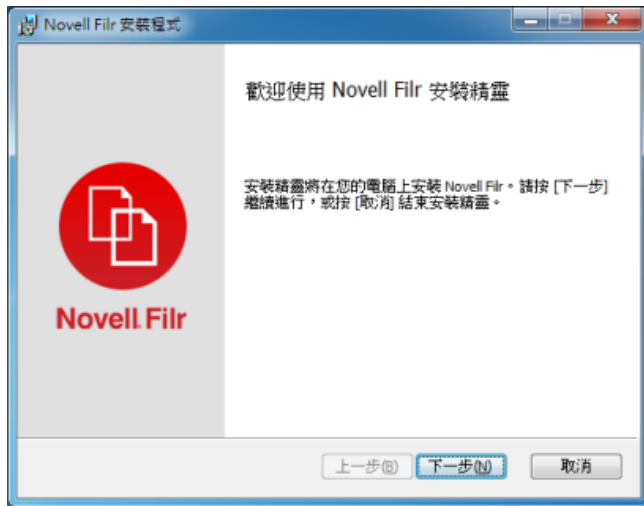 Novell Filr 安裝程式
歡迎使用 Novell Filr 安裝精靈
安裝精靈將在您的電腦上安裝 Novell Filr。請按 [下一步]
繼續進行，或按 [取消] 結束安裝精靈。
Novell Filr
上一步(B) 下一步(N) 取消